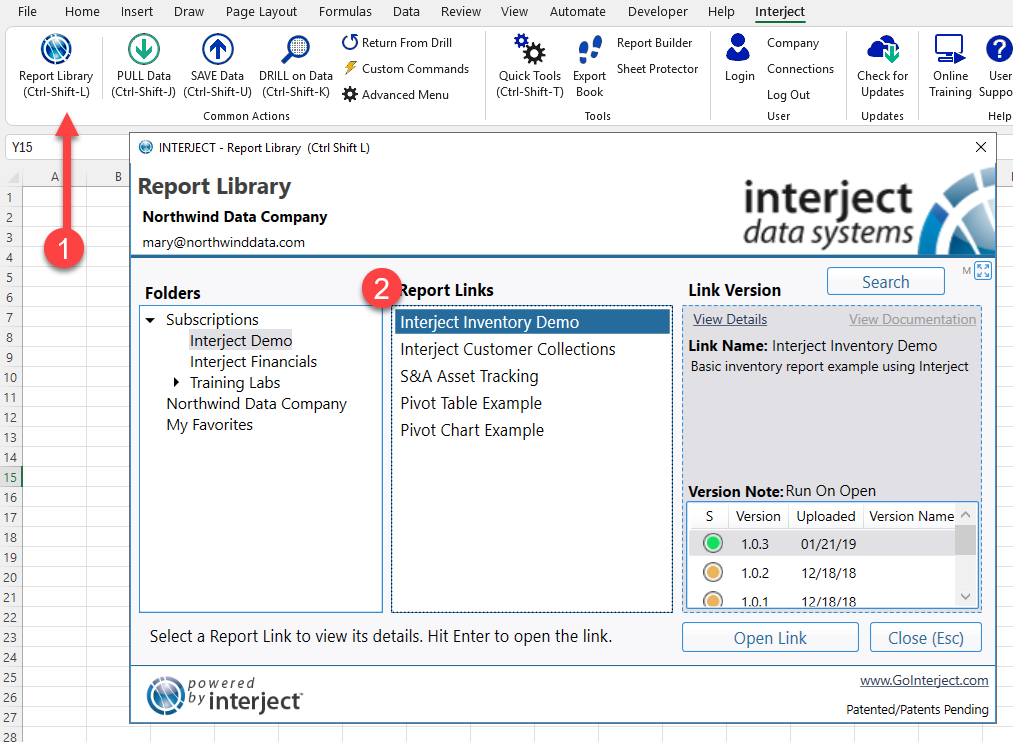 File Home Insert Draw Page Layout Formulas Data Review View Automate Developer Help Interject
Report Library
(Ctrl-Shift-L)
PULL Data
(Ctrl-Shift-J)
SAVE Data
(Ctrl-Shift-U)
DRILL on Data
(Ctrl-Shift-K)
Return From Drill
Custom Commands
Advanced Menu
Common Actions
Quick Tools
(Ctrl-Shift-T)
Export
Book
Report Builder
Sheet Protector
Tools
Login
Company
Connections
Log Out
User
Check for
Updates
Updates
Online
Training
User
Suppo
Help
Y15
A B
1
2
3
4
5
6
7
8
9
10
11
12
13
14
15
16
17
18
19
20
21
22
23
24
25
26
27
28
1
INTERJECT - Report Library (Ctrl Shift L)
Report Library
Northwind Data Company
mary@northwinddata.com
interject
data systems
M
Folders
Subscriptions
Interject Demo
Interject Financials
Training Labs
Northwind Data Company
My Favorites
2
Report Links
Interject Inventory Demo
Interject Customer Collections
S&A Asset Tracking
Pivot Table Example
Pivot Chart Example
Link Version
Search
View Details View Documentation
Link Name: Interject Inventory Demo
Basic inventory report example using Interject
Version Note: Run On Open
S Version Uploaded Version Name
1.0.3 01/21/19
1.0.2 12/18/18
1.0.1 12/18/18
Select a Report Link to view its details. Hit Enter to open the link.
Open Link
Close (Esc)
powered
by interject
www.GoInterject.com
Patented/Patents Pending